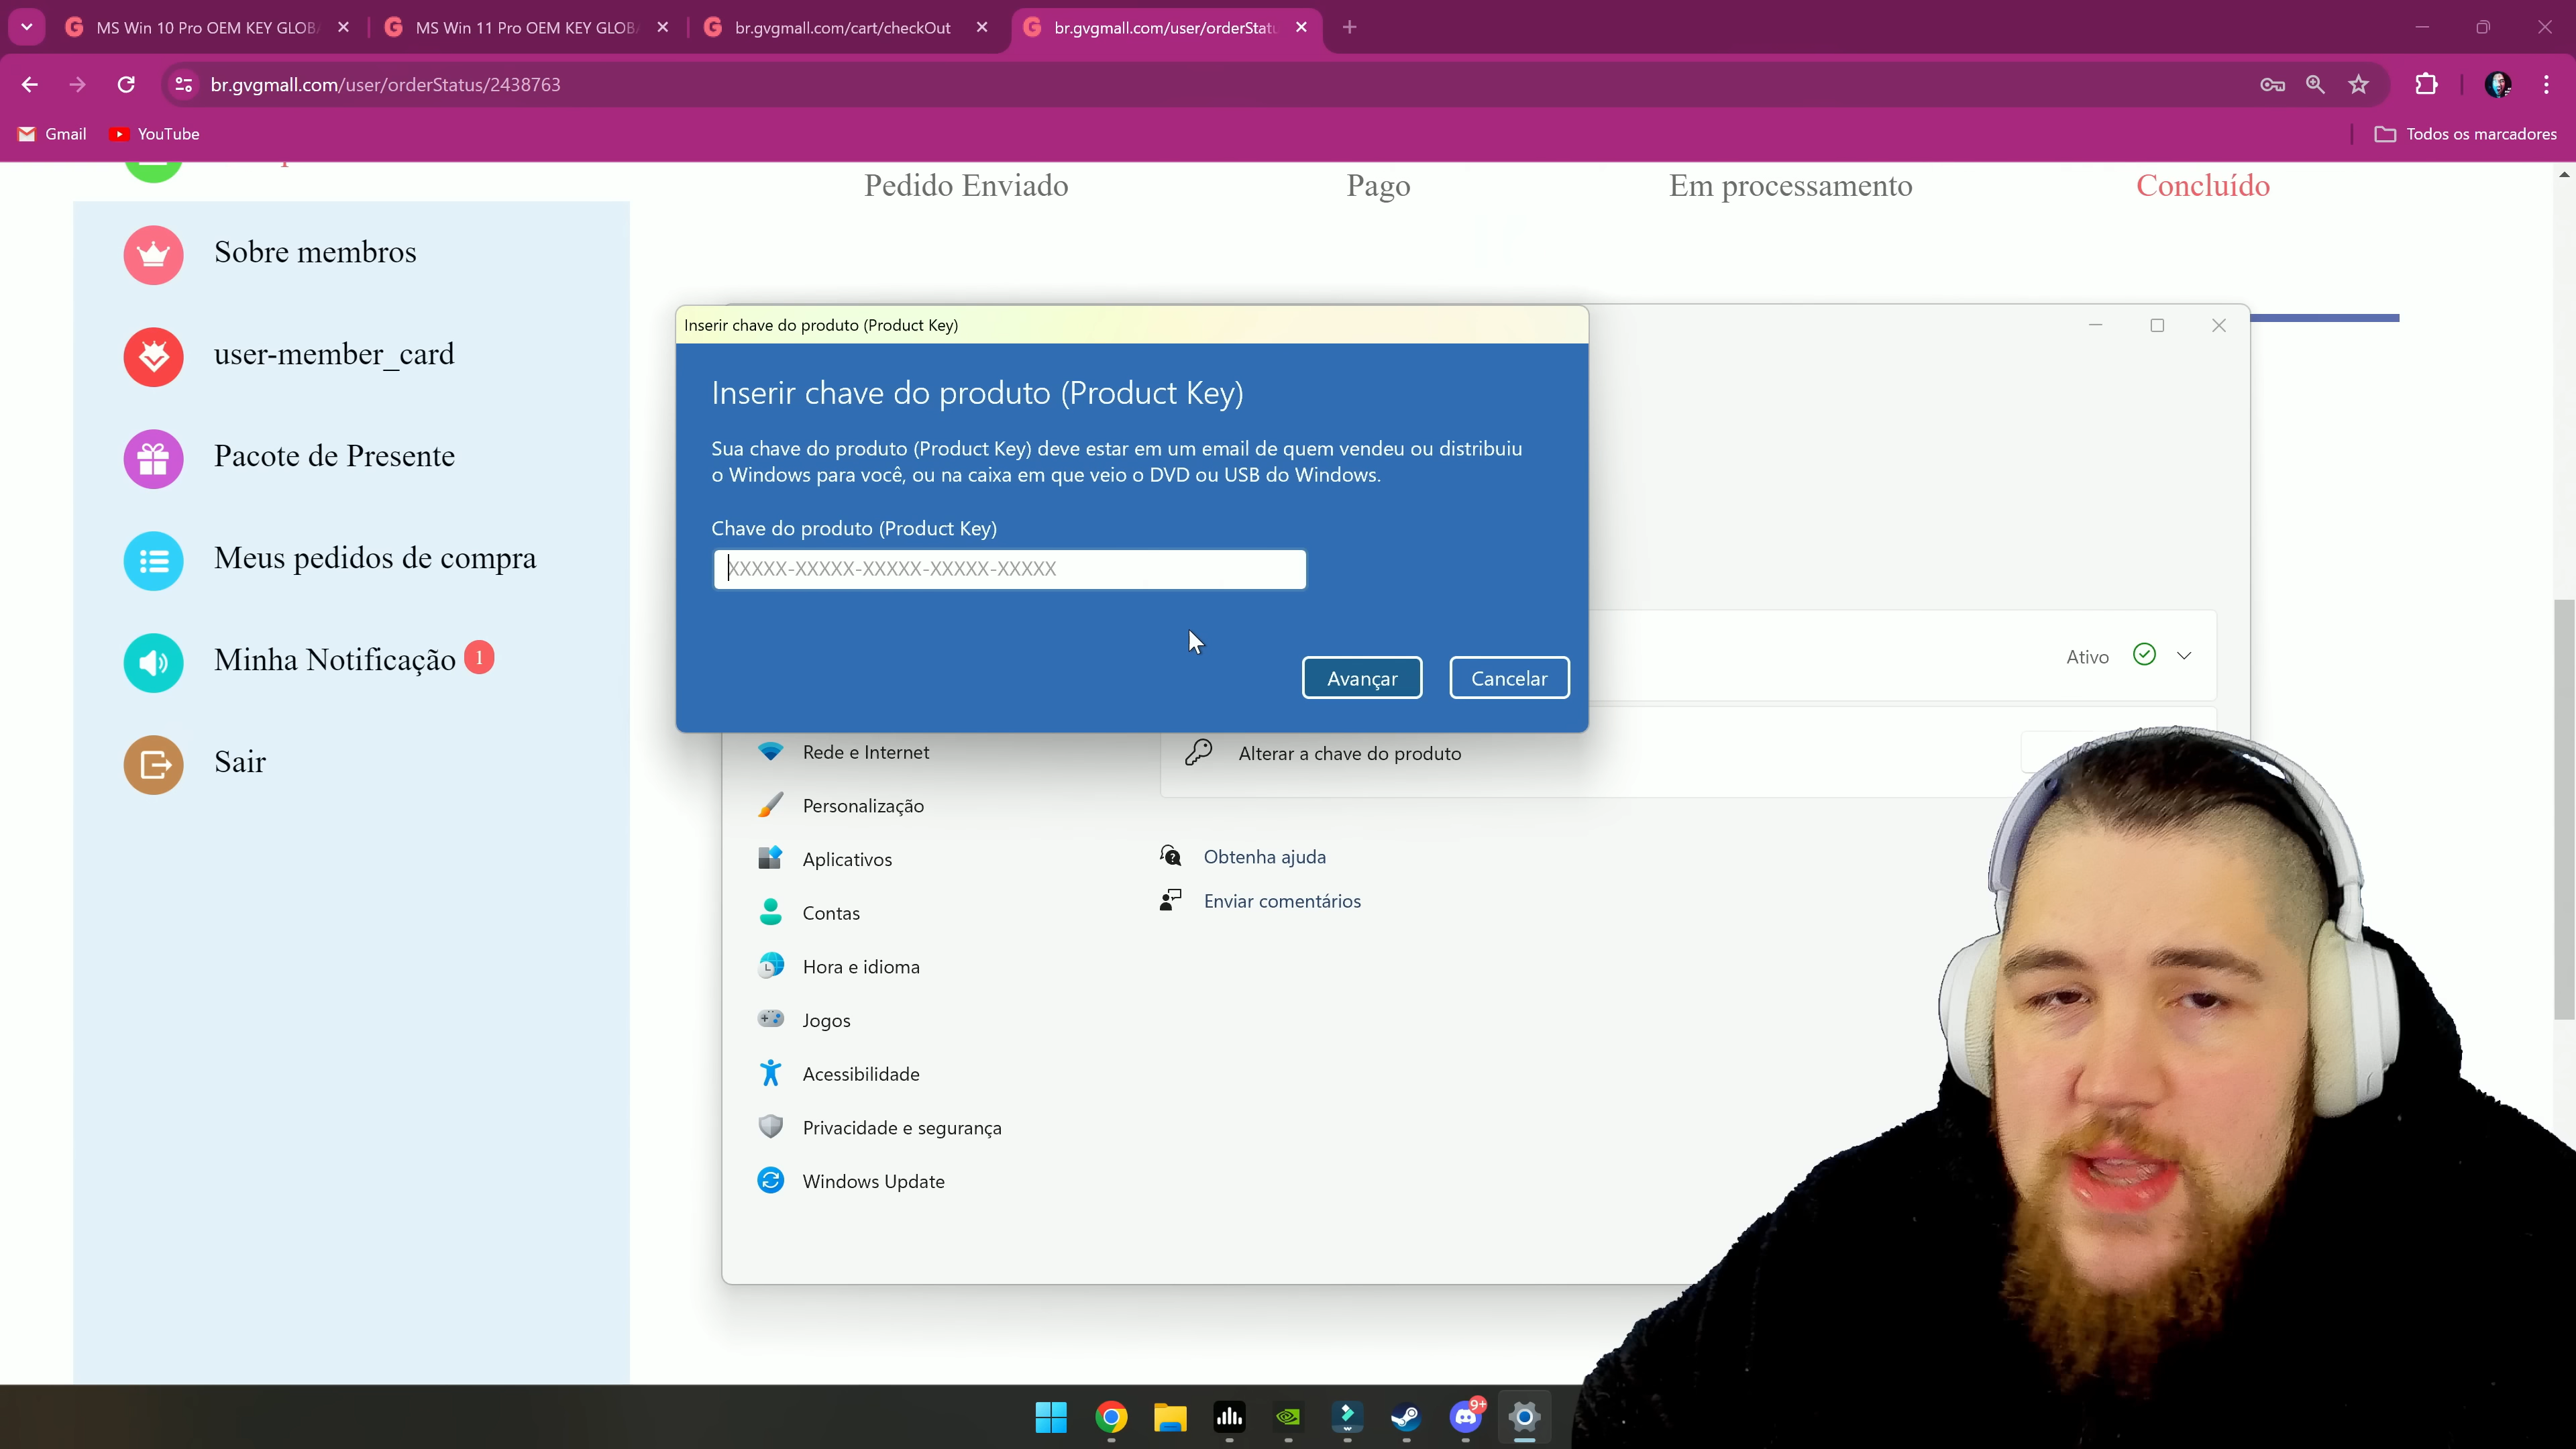 MS Win 10 Pro OEM KEY GLOB
MS Win 11 Pro OEM KEY GLOB
br.gvgmall.com/cart/checkOut
br.gvgmall.com/user/orderStat
br.gvgmall.com/user/orderStatus/2438763
Gmail
YouTube
Todos os marcadores
Pedido Enviado
Pago
Em processamento
Concluído
Sobre membros
user-member_card
Pacote de Presente
Meus pedidos de compra
Minha Notificação 1
Sair
Inserir chave do produto (Product Key)
Inserir chave do produto (Product Key)
Sua chave do produto (Product Key) deve estar em um email de quem vendeu ou distribuiu
o Windows para você, ou na caixa em que veio o DVD ou USB do Windows.
Chave do produto (Product Key)
XXXXX-XXXXX-XXXXX-XXXXX-XXXXX
Avançar
Cancelar
Ativo
Rede e Internet
Personalização
Aplicativos
Contas
Hora e idioma
Jogos
Acessibilidade
Privacidade e segurança
Windows Update
Alterar a chave do produto
Obtenha ajuda
Enviar comentários
9+